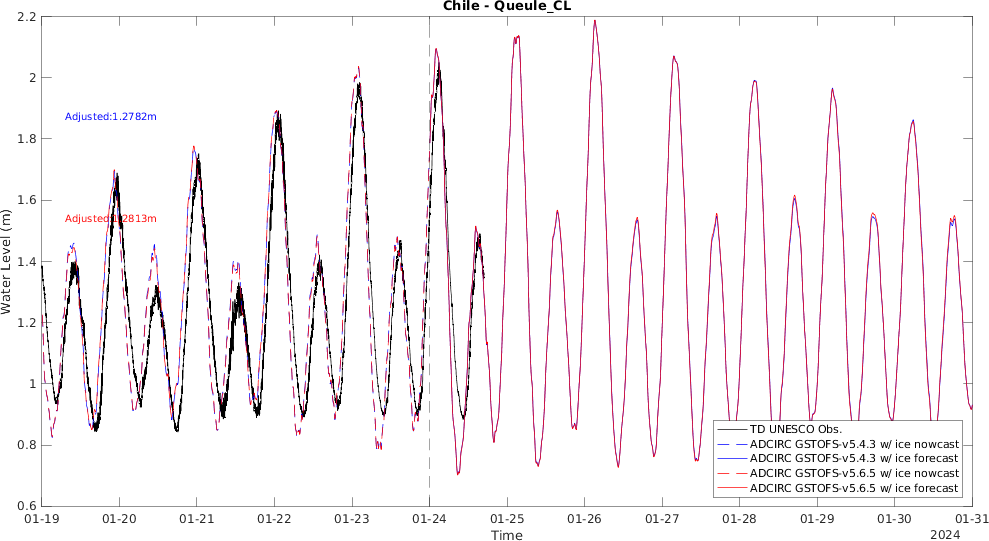 Chile - Queule_CL
2.2
2
1.8
1.6
1.4
1.2
1
0.8
0.6
Water Level (m)
Adjusted:1.2782m
Adjusted:1.2813m
TD UNESCO Obs.
ADCIRC GSTOFS-v5.4.3 w/ ice nowcast
ADCIRC GSTOFS-v5.4.3 w/ ice forecast
ADCIRC GSTOFS-v5.6.5 w/ ice nowcast
ADCIRC GSTOFS-v5.6.5 w/ ice forecast
01-19 01-20 01-21 01-22 01-23 01-24 01-25 01-26 01-27 01-28 01-29 01-30 01-31
Time
2024